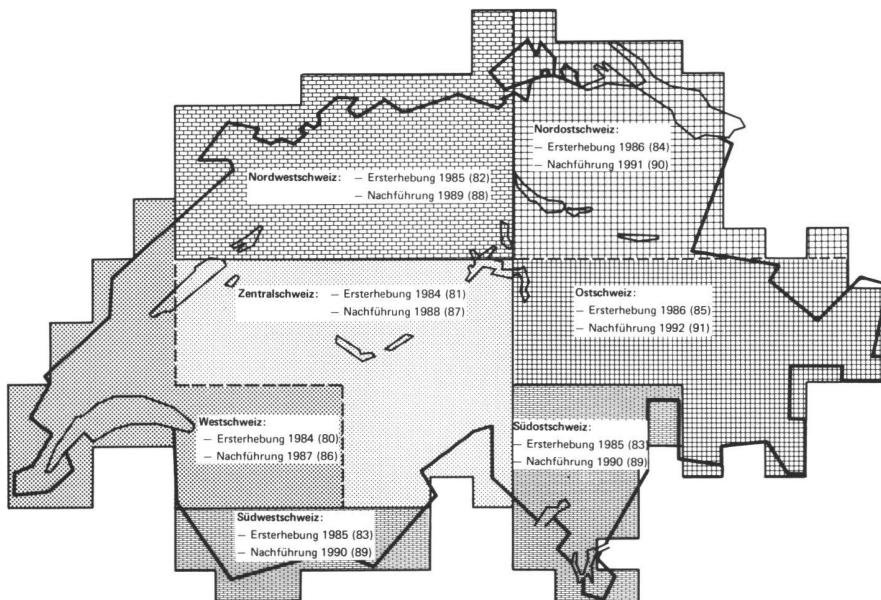 Nordostschweiz:
– Ersterhebung 1986 (84)
– Nachführung 1991 (90)
Nordwestschweiz: – Ersterhebung 1985 (82)
– Nachführung 1989 (88)
Zentralschweiz: – Ersterhebung 1984 (81)
– Nachführung 1988 (87)
Ostschweiz:
– Ersterhebung 1986 (85)
– Nachführung 1992 (91)
Westschweiz:
– Ersterhebung 1984 (80)
– Nachführung 1987 (86)
Südostschweiz:
– Ersterhebung 1985 (83)
– Nachführung 1990 (89)
Südwestschweiz:
– Ersterhebung 1985 (83)
– Nachführung 1990 (89)